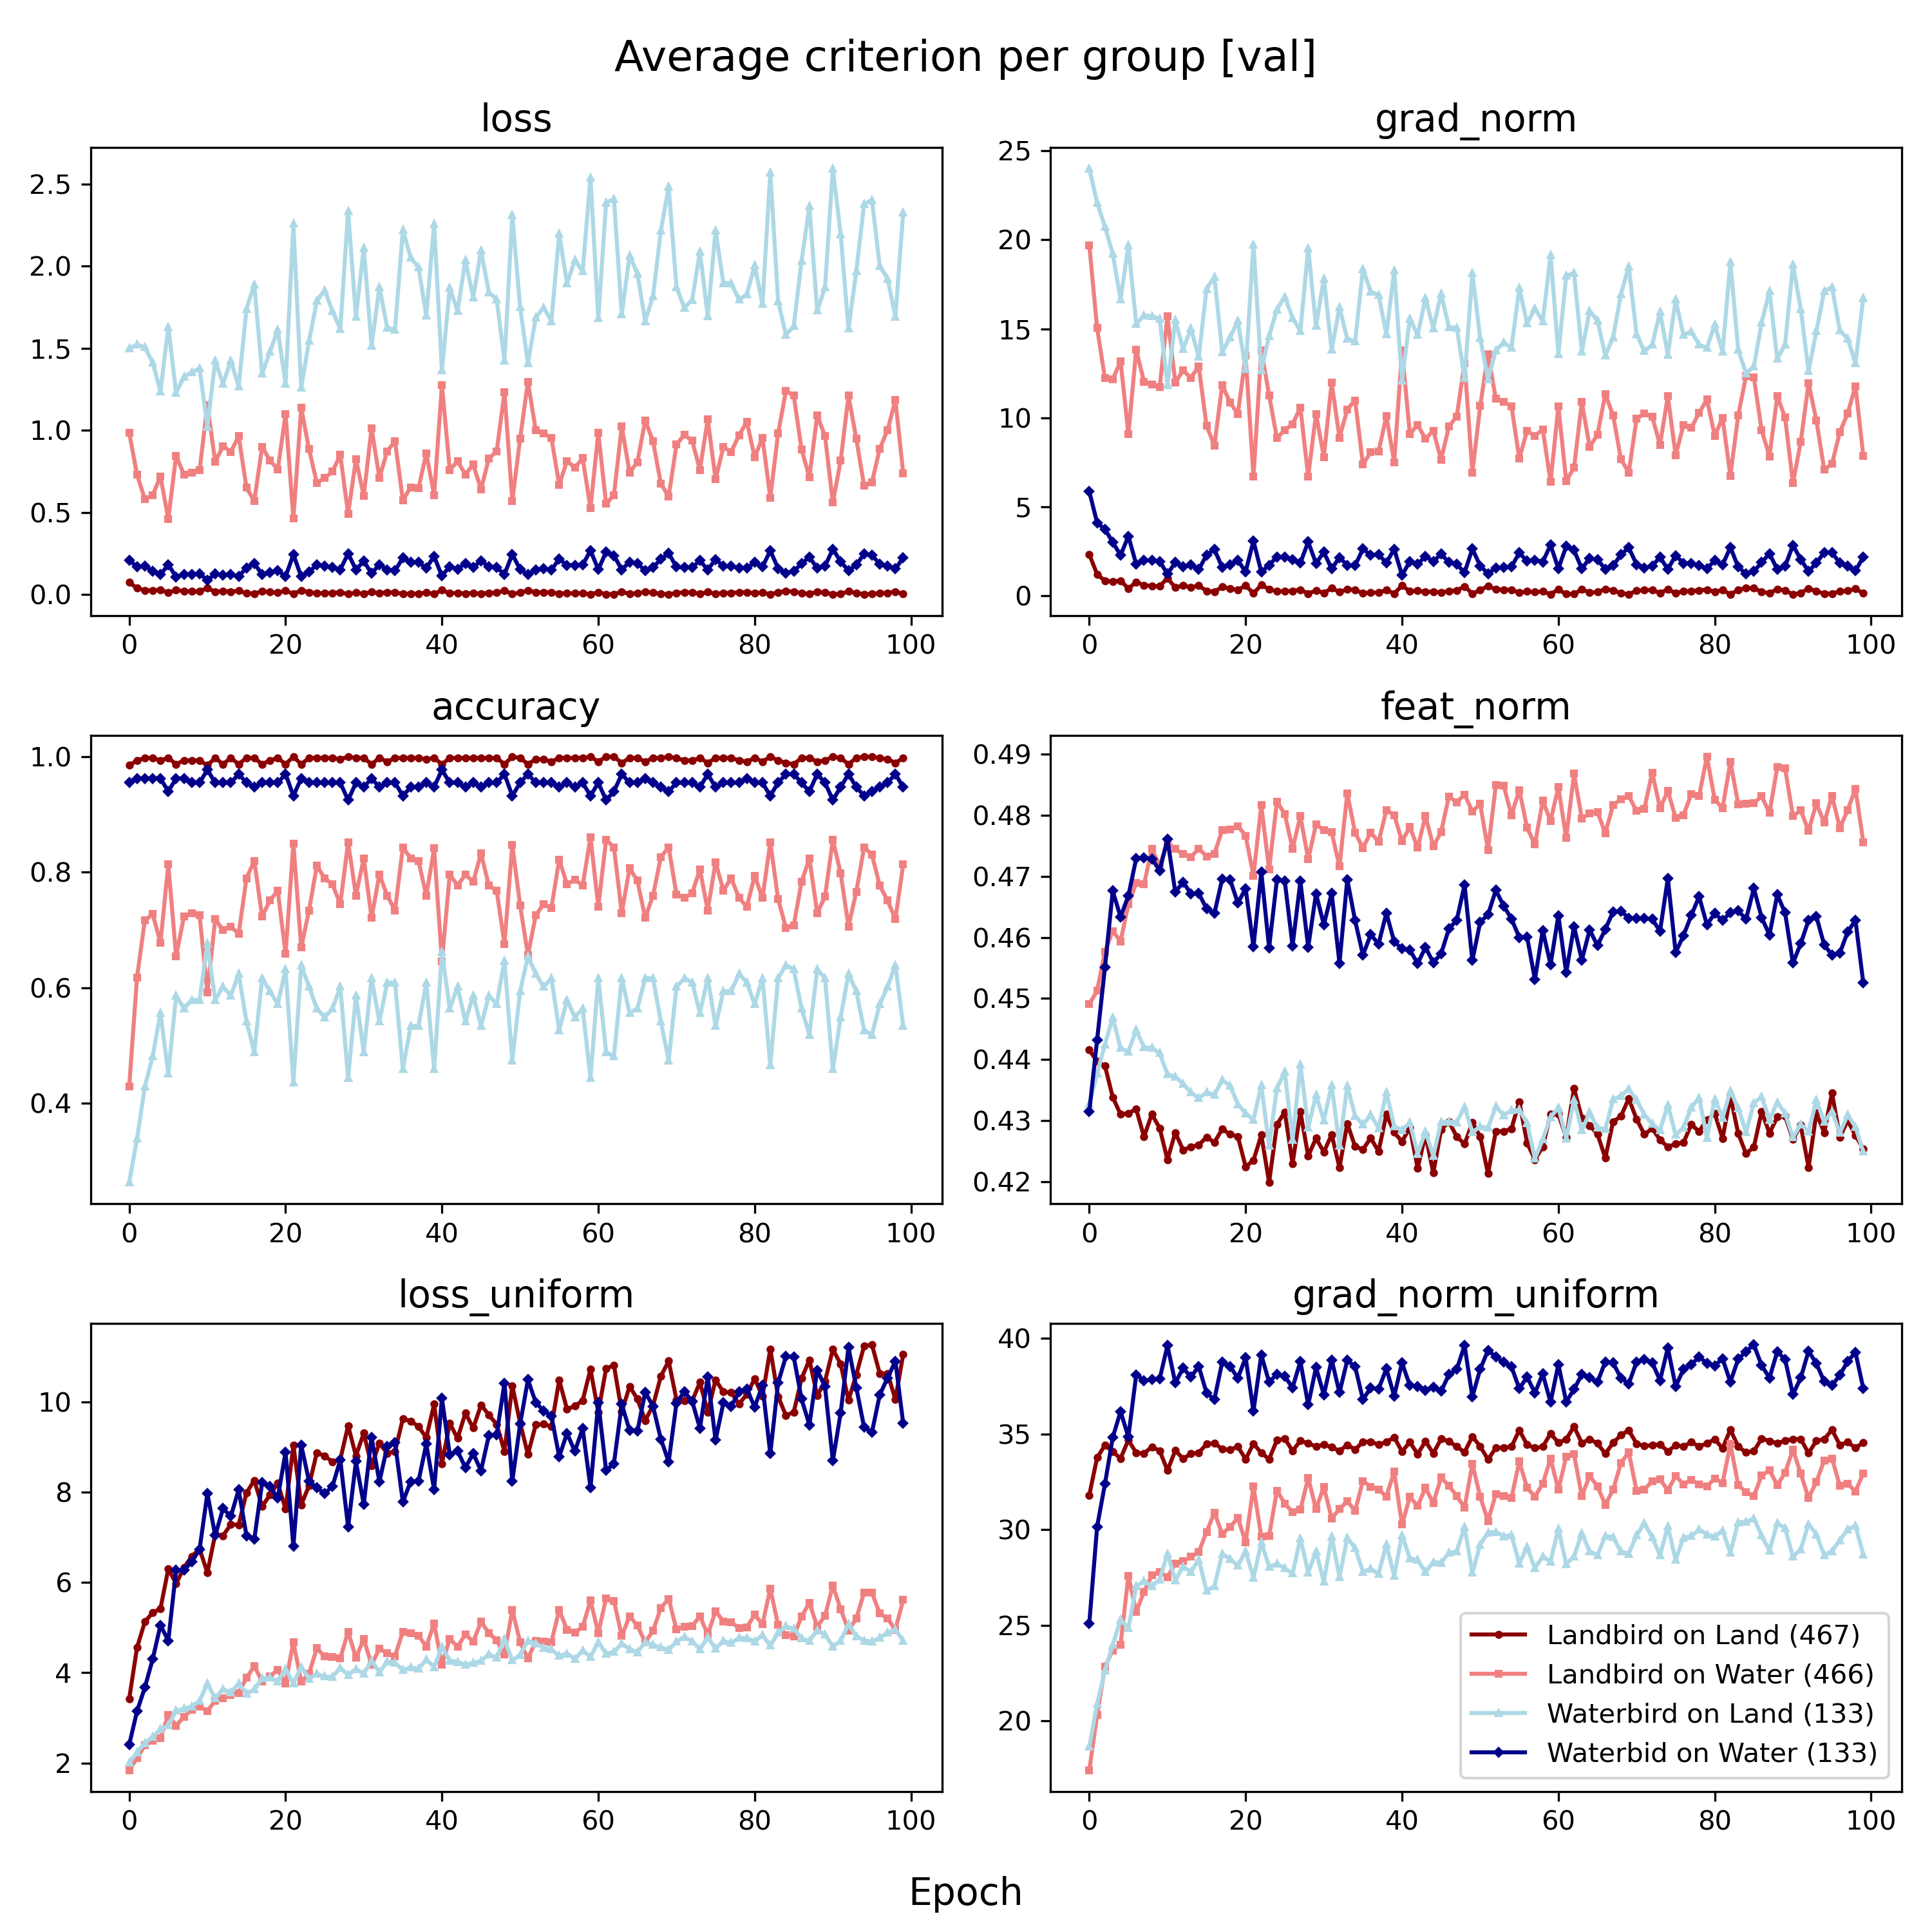 Average criterion per group [val]
loss
grad_norm
2.5
2.0
1.5
1.0
0.5
0.0
25
20
15
10
5
0
0 20 40 60 80 100
0 20 40 60 80 100
accuracy
feat_norm
1.0
0.8
0.6
0.4
0.49
0.48
0.47
0.46
0.45
0.44
0.43
0.42
0 20 40 60 80 100
0 20 40 60 80 100
loss_uniform
grad_norm_uniform
10
8
6
4
2
40
35
30
25
20
Landbird on Land (467)
Landbird on Water (466)
Waterbird on Land (133)
Waterbid on Water (133)
0 20 40 60 80 100
0 20 40 60 80 100
Epoch